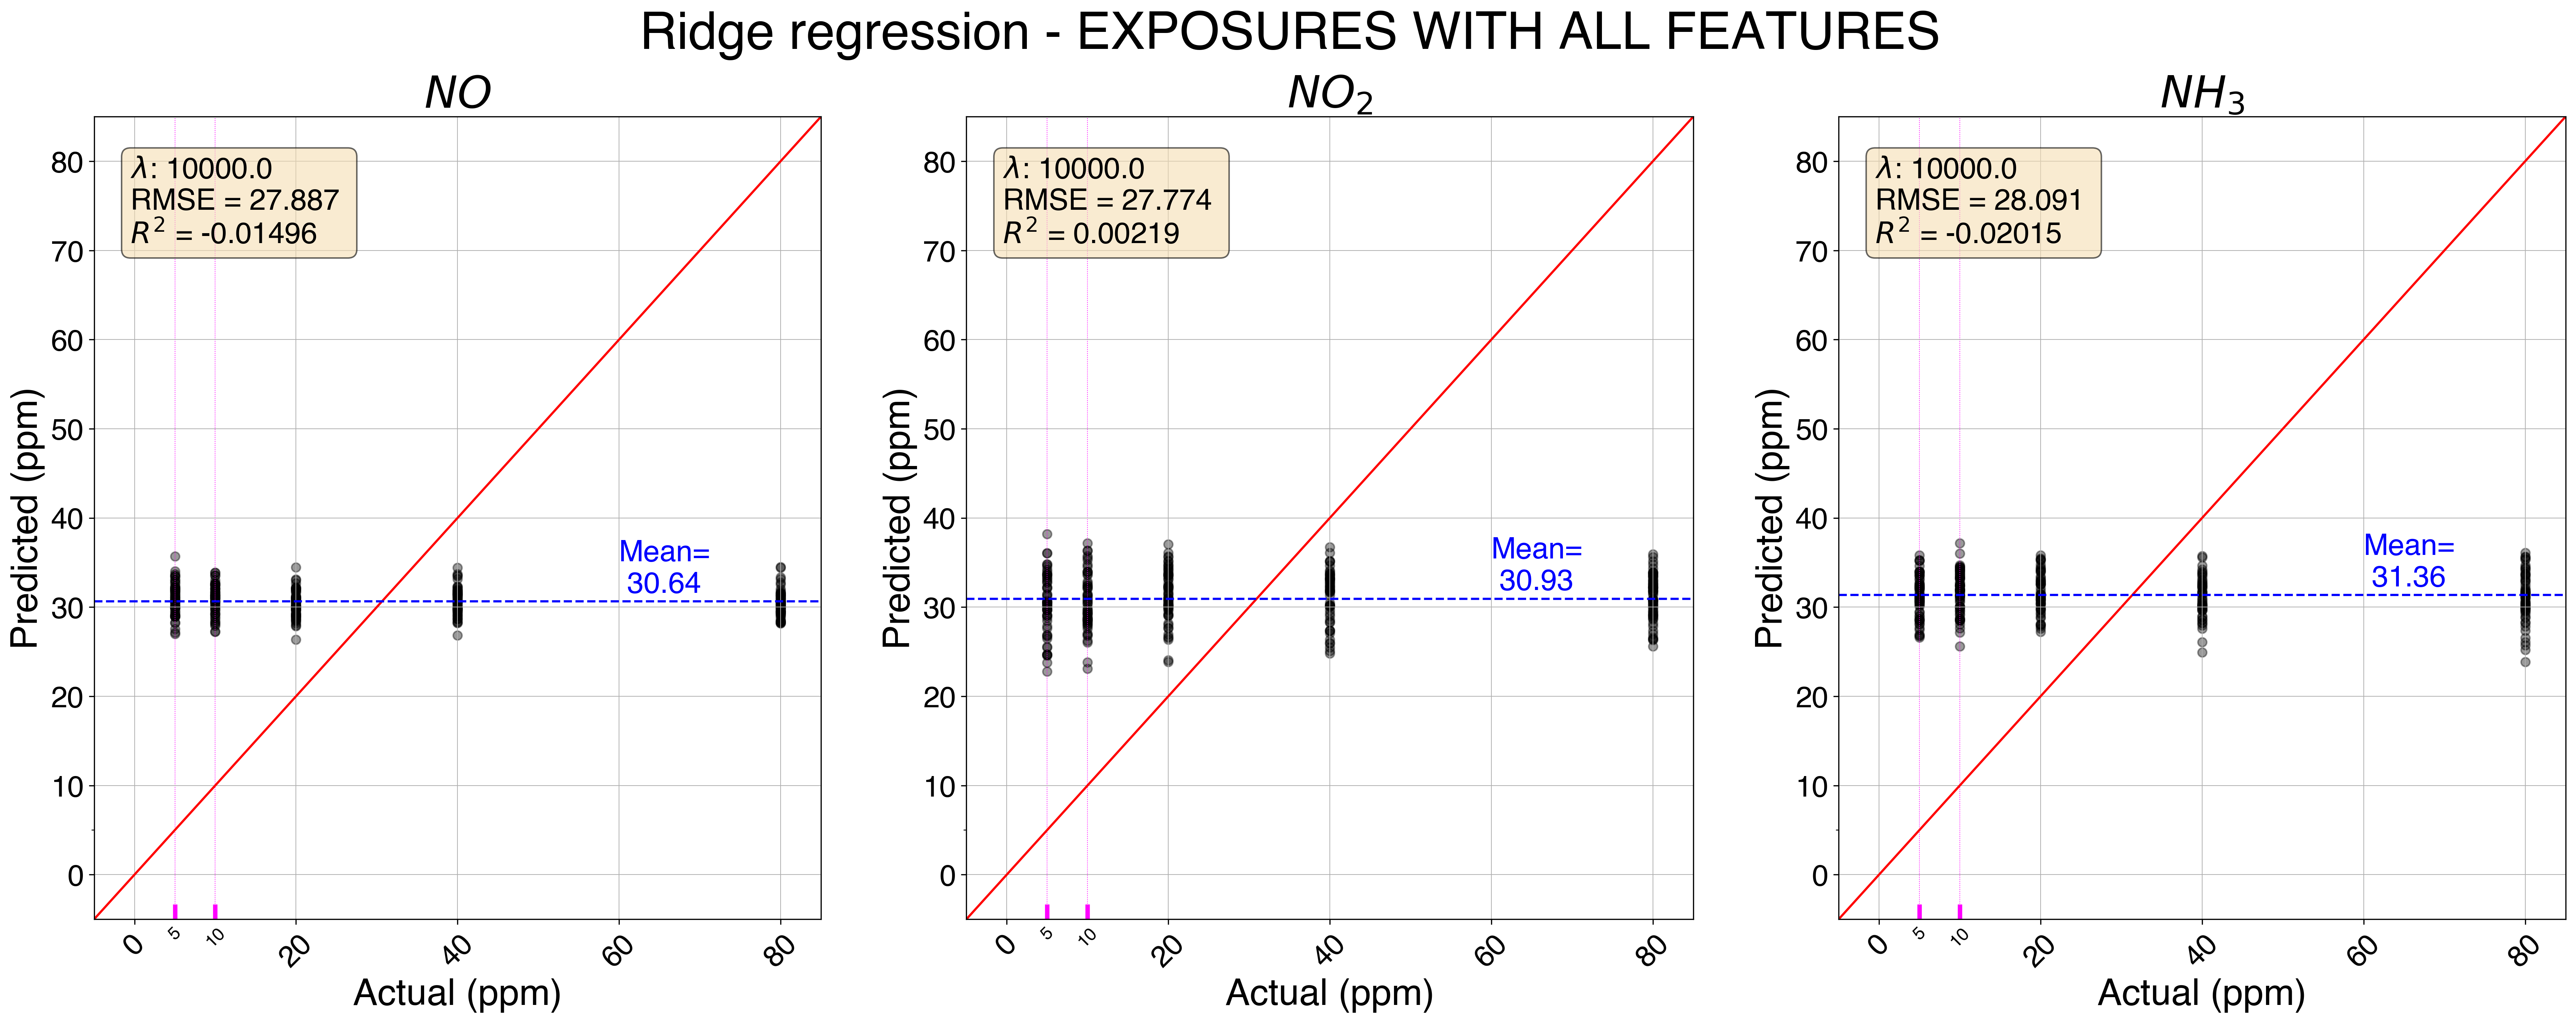 Ridge regression - EXPOSURES WITH ALL FEATURES
NO
λ: 10000.0
RMSE = 27.887
R² = -0.01496
Mean=
30.64
Predicted (ppm)
80
70
60
50
40
30
20
10
0
0 5 10 20 40 60 80
Actual (ppm)
NO₂
λ: 10000.0
RMSE = 27.774
R² = 0.00219
Mean=
30.93
Predicted (ppm)
80
70
60
50
40
30
20
10
0
0 5 10 20 40 60 80
Actual (ppm)
NH₃
λ: 10000.0
RMSE = 28.091
R² = -0.02015
Mean=
31.36
Predicted (ppm)
80
70
60
50
40
30
20
10
0
0 5 10 20 40 60 80
Actual (ppm)